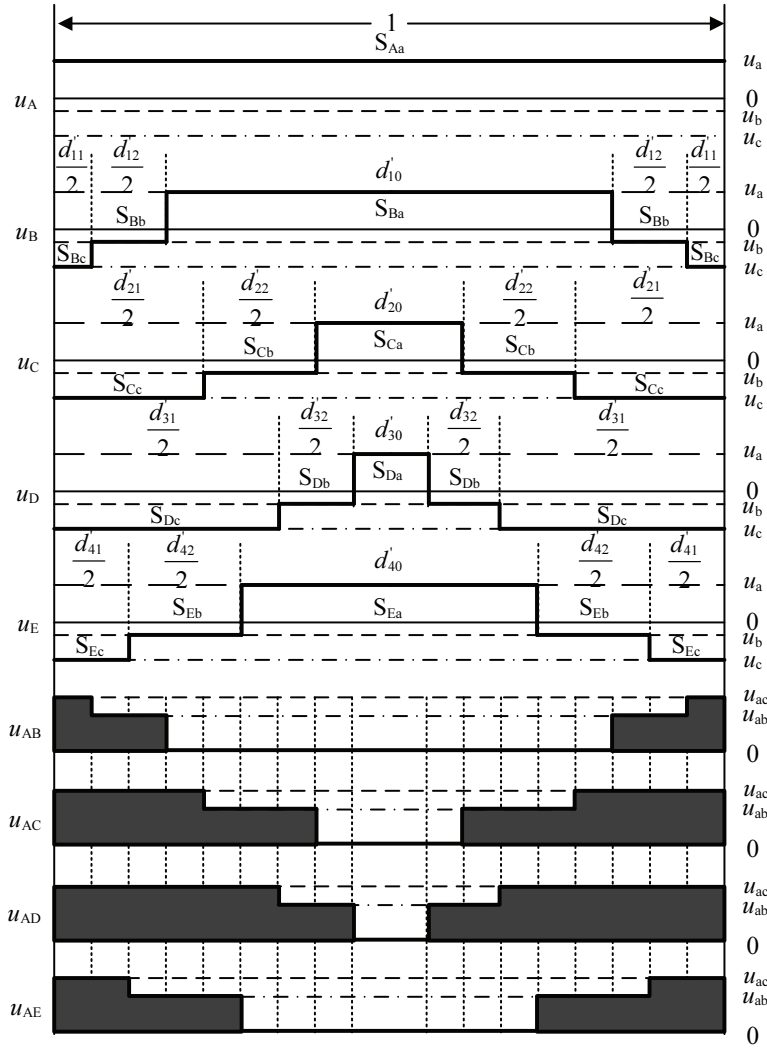 1
S_Aa
u_A u_a
0
u_b
u_c
d'_11/2 d'_12/2 d'_10 d'_12/2 d'_11/2
u_B S_Bc S_Bb S_Ba S_Bb S_Bc u_a
0
u_b
u_c
d'_21/2 d'_22/2 d'_20 d'_22/2 d'_21/2
u_C S_Cc S_Cb S_Ca S_Cb S_Cc u_a
0
u_b
u_c
d'_31/2 d'_32/2 d'_30 d'_32/2 d'_31/2
u_D S_Dc S_Db S_Da S_Db S_Dc u_a
0
u_b
u_c
d'_41/2 d'_42/2 d'_40 d'_42/2 d'_41/2
u_E S_Ec S_Eb S_Ea S_Eb S_Ec u_a
0
u_b
u_c
u_AB u_ac
u_ab
0
u_AC u_ac
u_ab
0
u_AD u_ac
u_ab
0
u_AE u_ac
u_ab
0